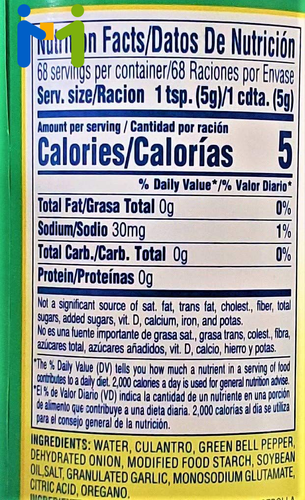 Nutrition Facts/Datos De Nutrición
68 servings per container/68 Raciones por Envase
Serv. size/Racion 1 tsp. (5g)/1 cdta. (5g)
Amount per serving / Cantidad por ración
Calories/Calorías 5
% Daily Value*/% Valor Diario*
Total Fat/Grasa Total 0g 0%
Sodium/Sodio 30mg 1%
Total Carb./Carb. Total 0g 0%
Protein/Proteínas 0g
Not a significant source of sat. fat, trans fat, cholest., fiber, total
sugars, added sugars, vit. D, calcium, iron, and potas.
No es una fuente importante de grasa sat., grasa trans, colest., fibra,
azúcares total, azúcares añadidos, vit. D, calcio, hierro y potas.
*The % Daily Value (DV) tells you how much a nutrient in a serving of food
contributes to a daily diet. 2,000 calories a day is used for general nutrition advise.
*El % de Valor Diario (VD) indica la cantidad de un nutriente en una porción
de alimento que contribuye a una dieta diaria. 2,000 calorías al día se utiliza
para el consejo general de la nutrición.
INGREDIENTS: WATER, CULANTRO, GREEN BELL PEPPER,
DEHYDRATED ONION, MODIFIED FOOD STARCH, SOYBEAN
OIL, SALT, GRANULATED GARLIC, MONOSODIUM GLUTAMATE,
CITRIC ACID, OREGANO.